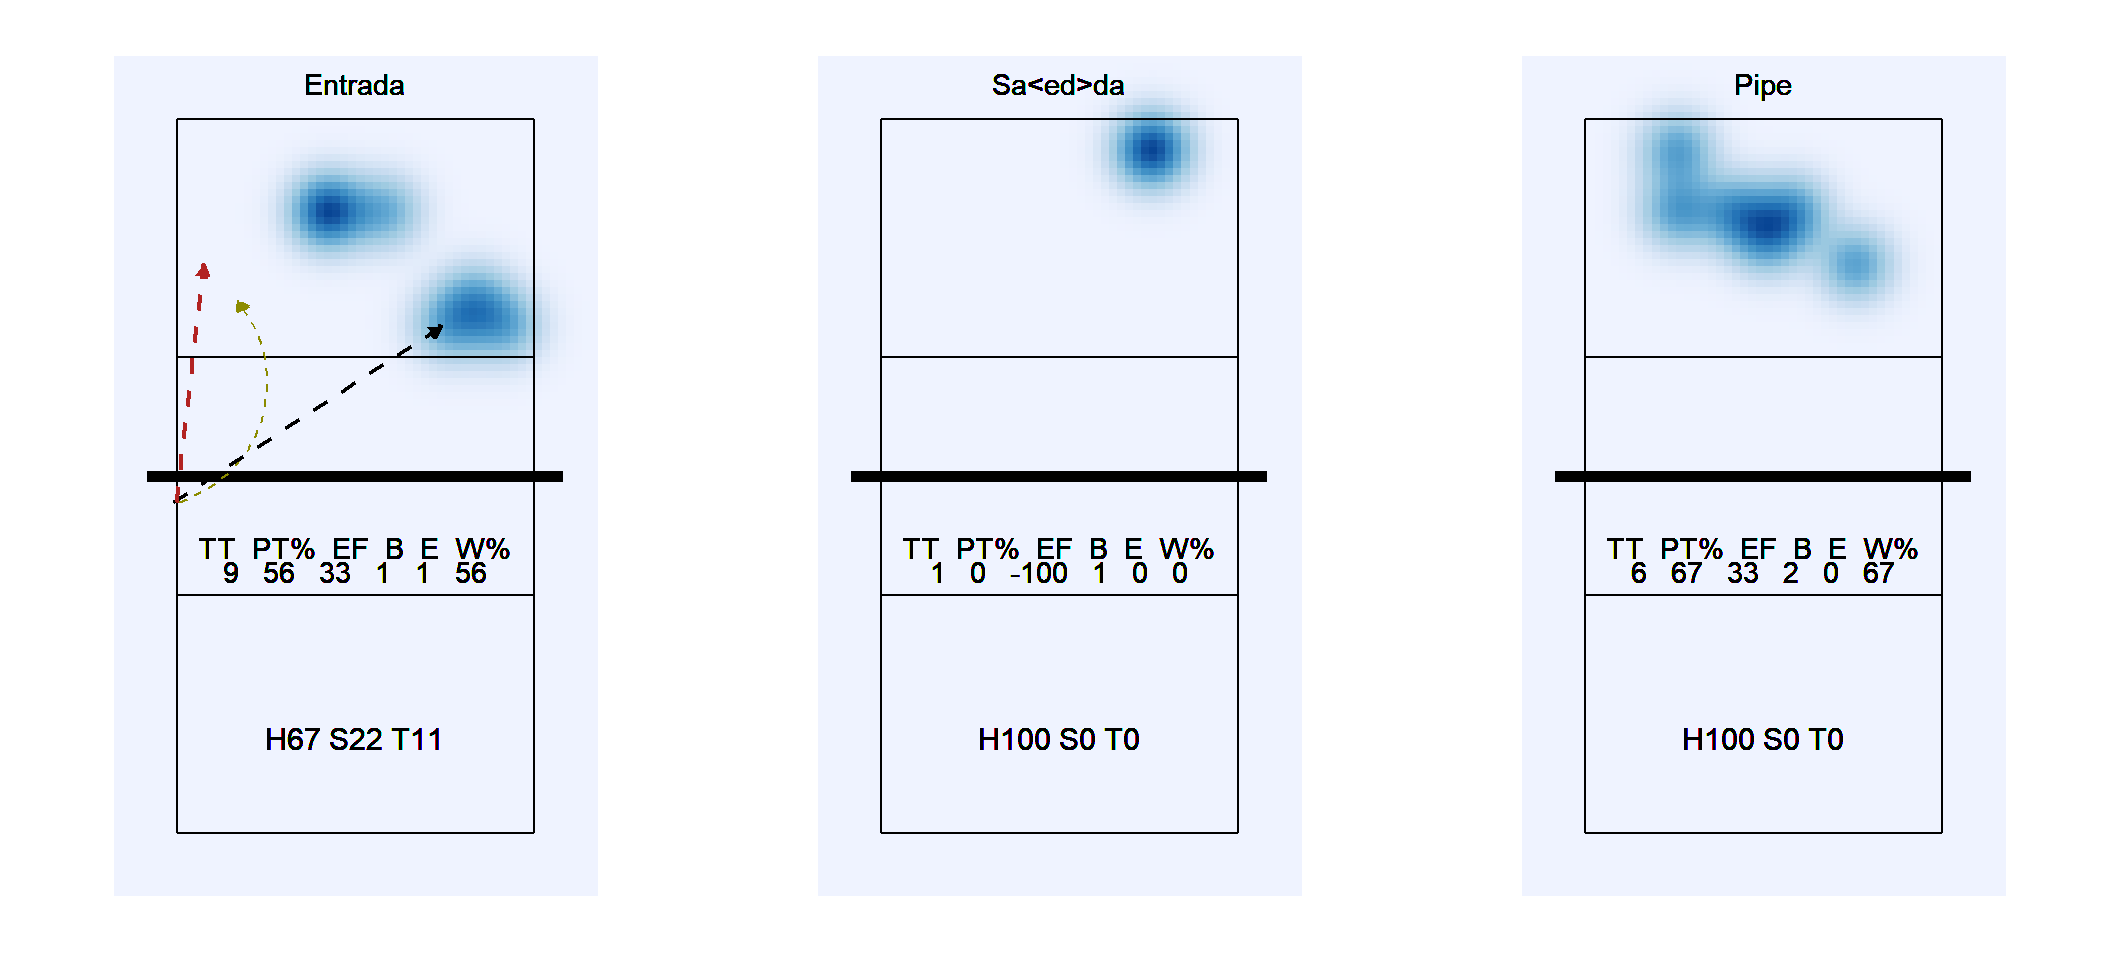 Entrada
TT PT% EF B E W%
9 56 33 1 1 56
H67 S22 T11
Sa<ed>da
TT PT% EF B E W%
1 0 -100 1 0 0
H100 S0 T0
Pipe
TT PT% EF B E W%
6 67 33 2 0 67
H100 S0 T0